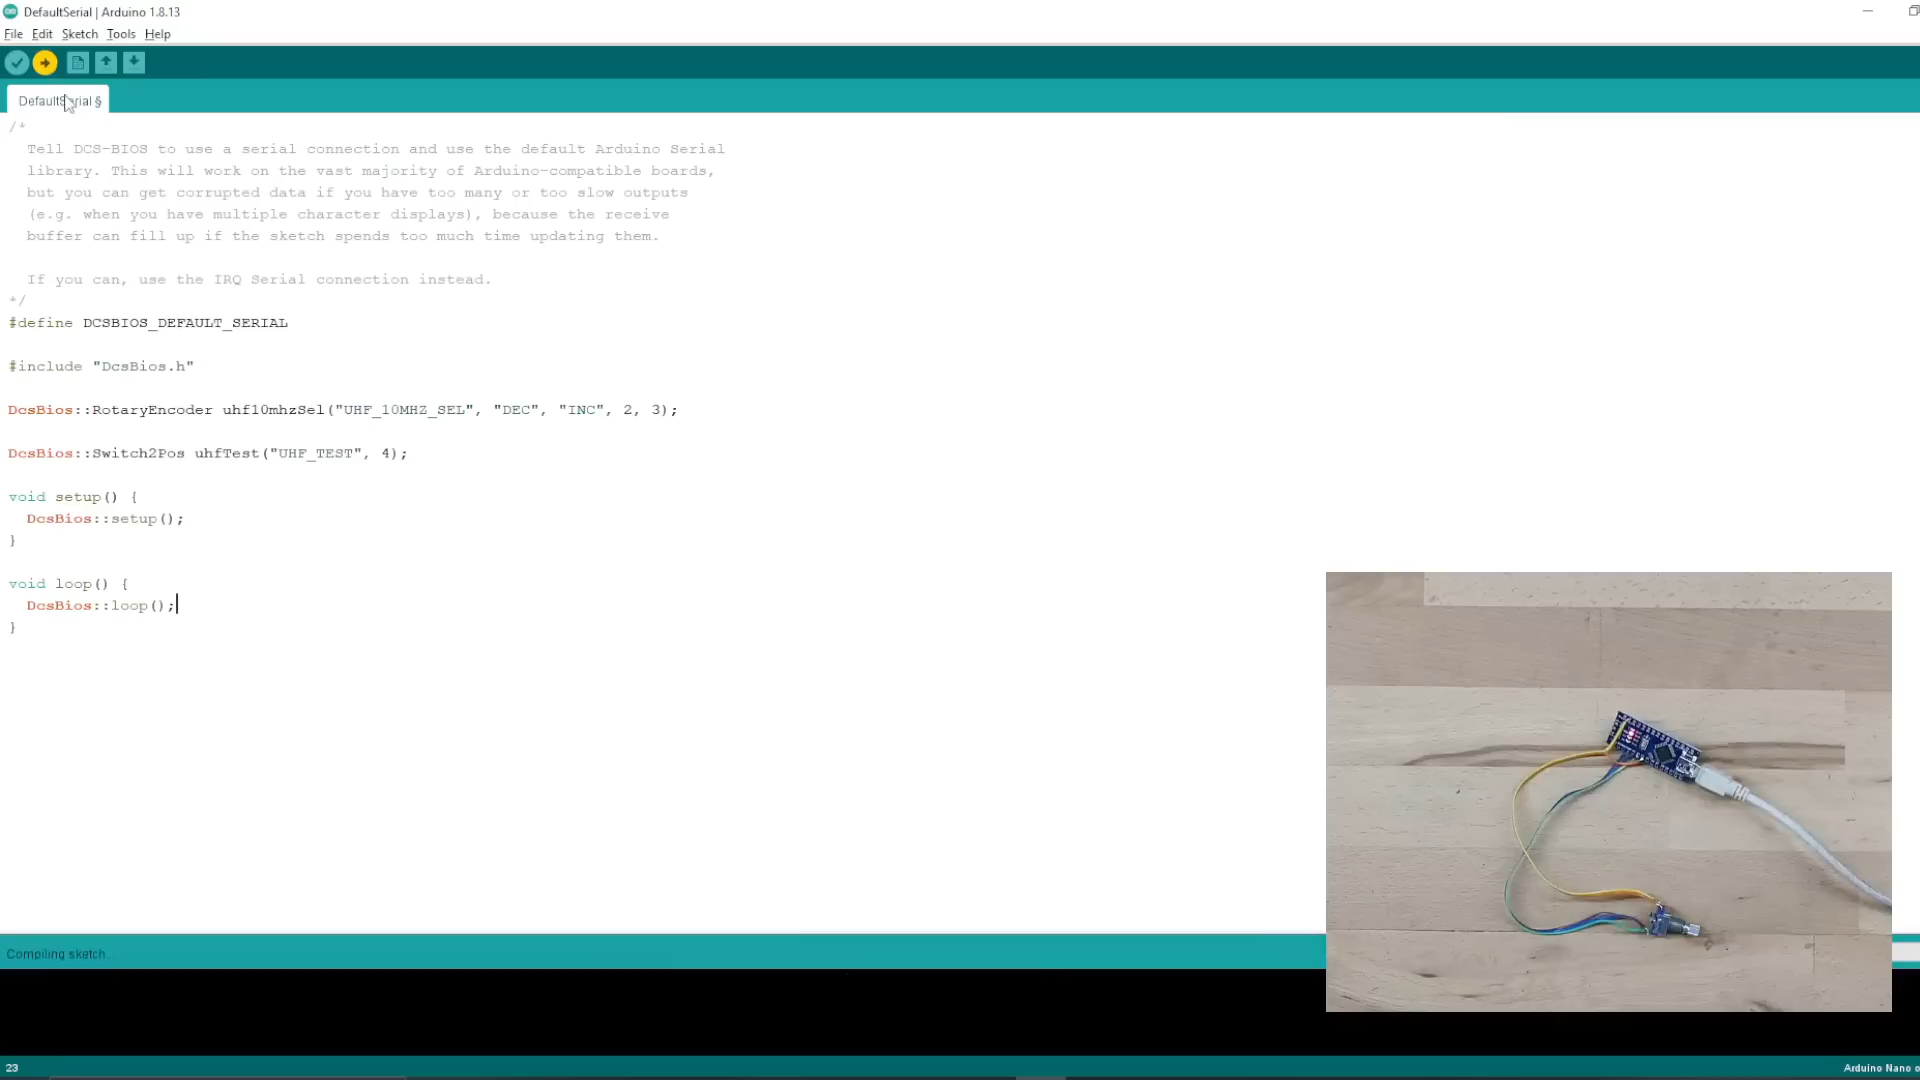 DefaultSerial | Arduino 1.8.13
File Edit Sketch Tools Help
DefaultSerial §
/*
Tell DCS-BIOS to use a serial connection and use the default Arduino Serial
library. This will work on the vast majority of Arduino-compatible boards,
but you can get corrupted data if you have too many or too slow outputs
(e.g. when you have multiple character displays), because the receive
buffer can fill up if the sketch spends too much time updating them.
If you can, use the IRQ Serial connection instead.
*/
#define DCSBIOS_DEFAULT_SERIAL
#include "DcsBios.h"
DcsBios::RotaryEncoder uhf10mhzSel("UHF_10MHZ_SEL", "DEC", "INC", 2, 3);
DcsBios::Switch2Pos uhfTest("UHF_TEST", 4);
void setup() {
DcsBios::setup();
}
void loop() {
DcsBios::loop();
}
Compiling sketch...
23
Arduino Nano o